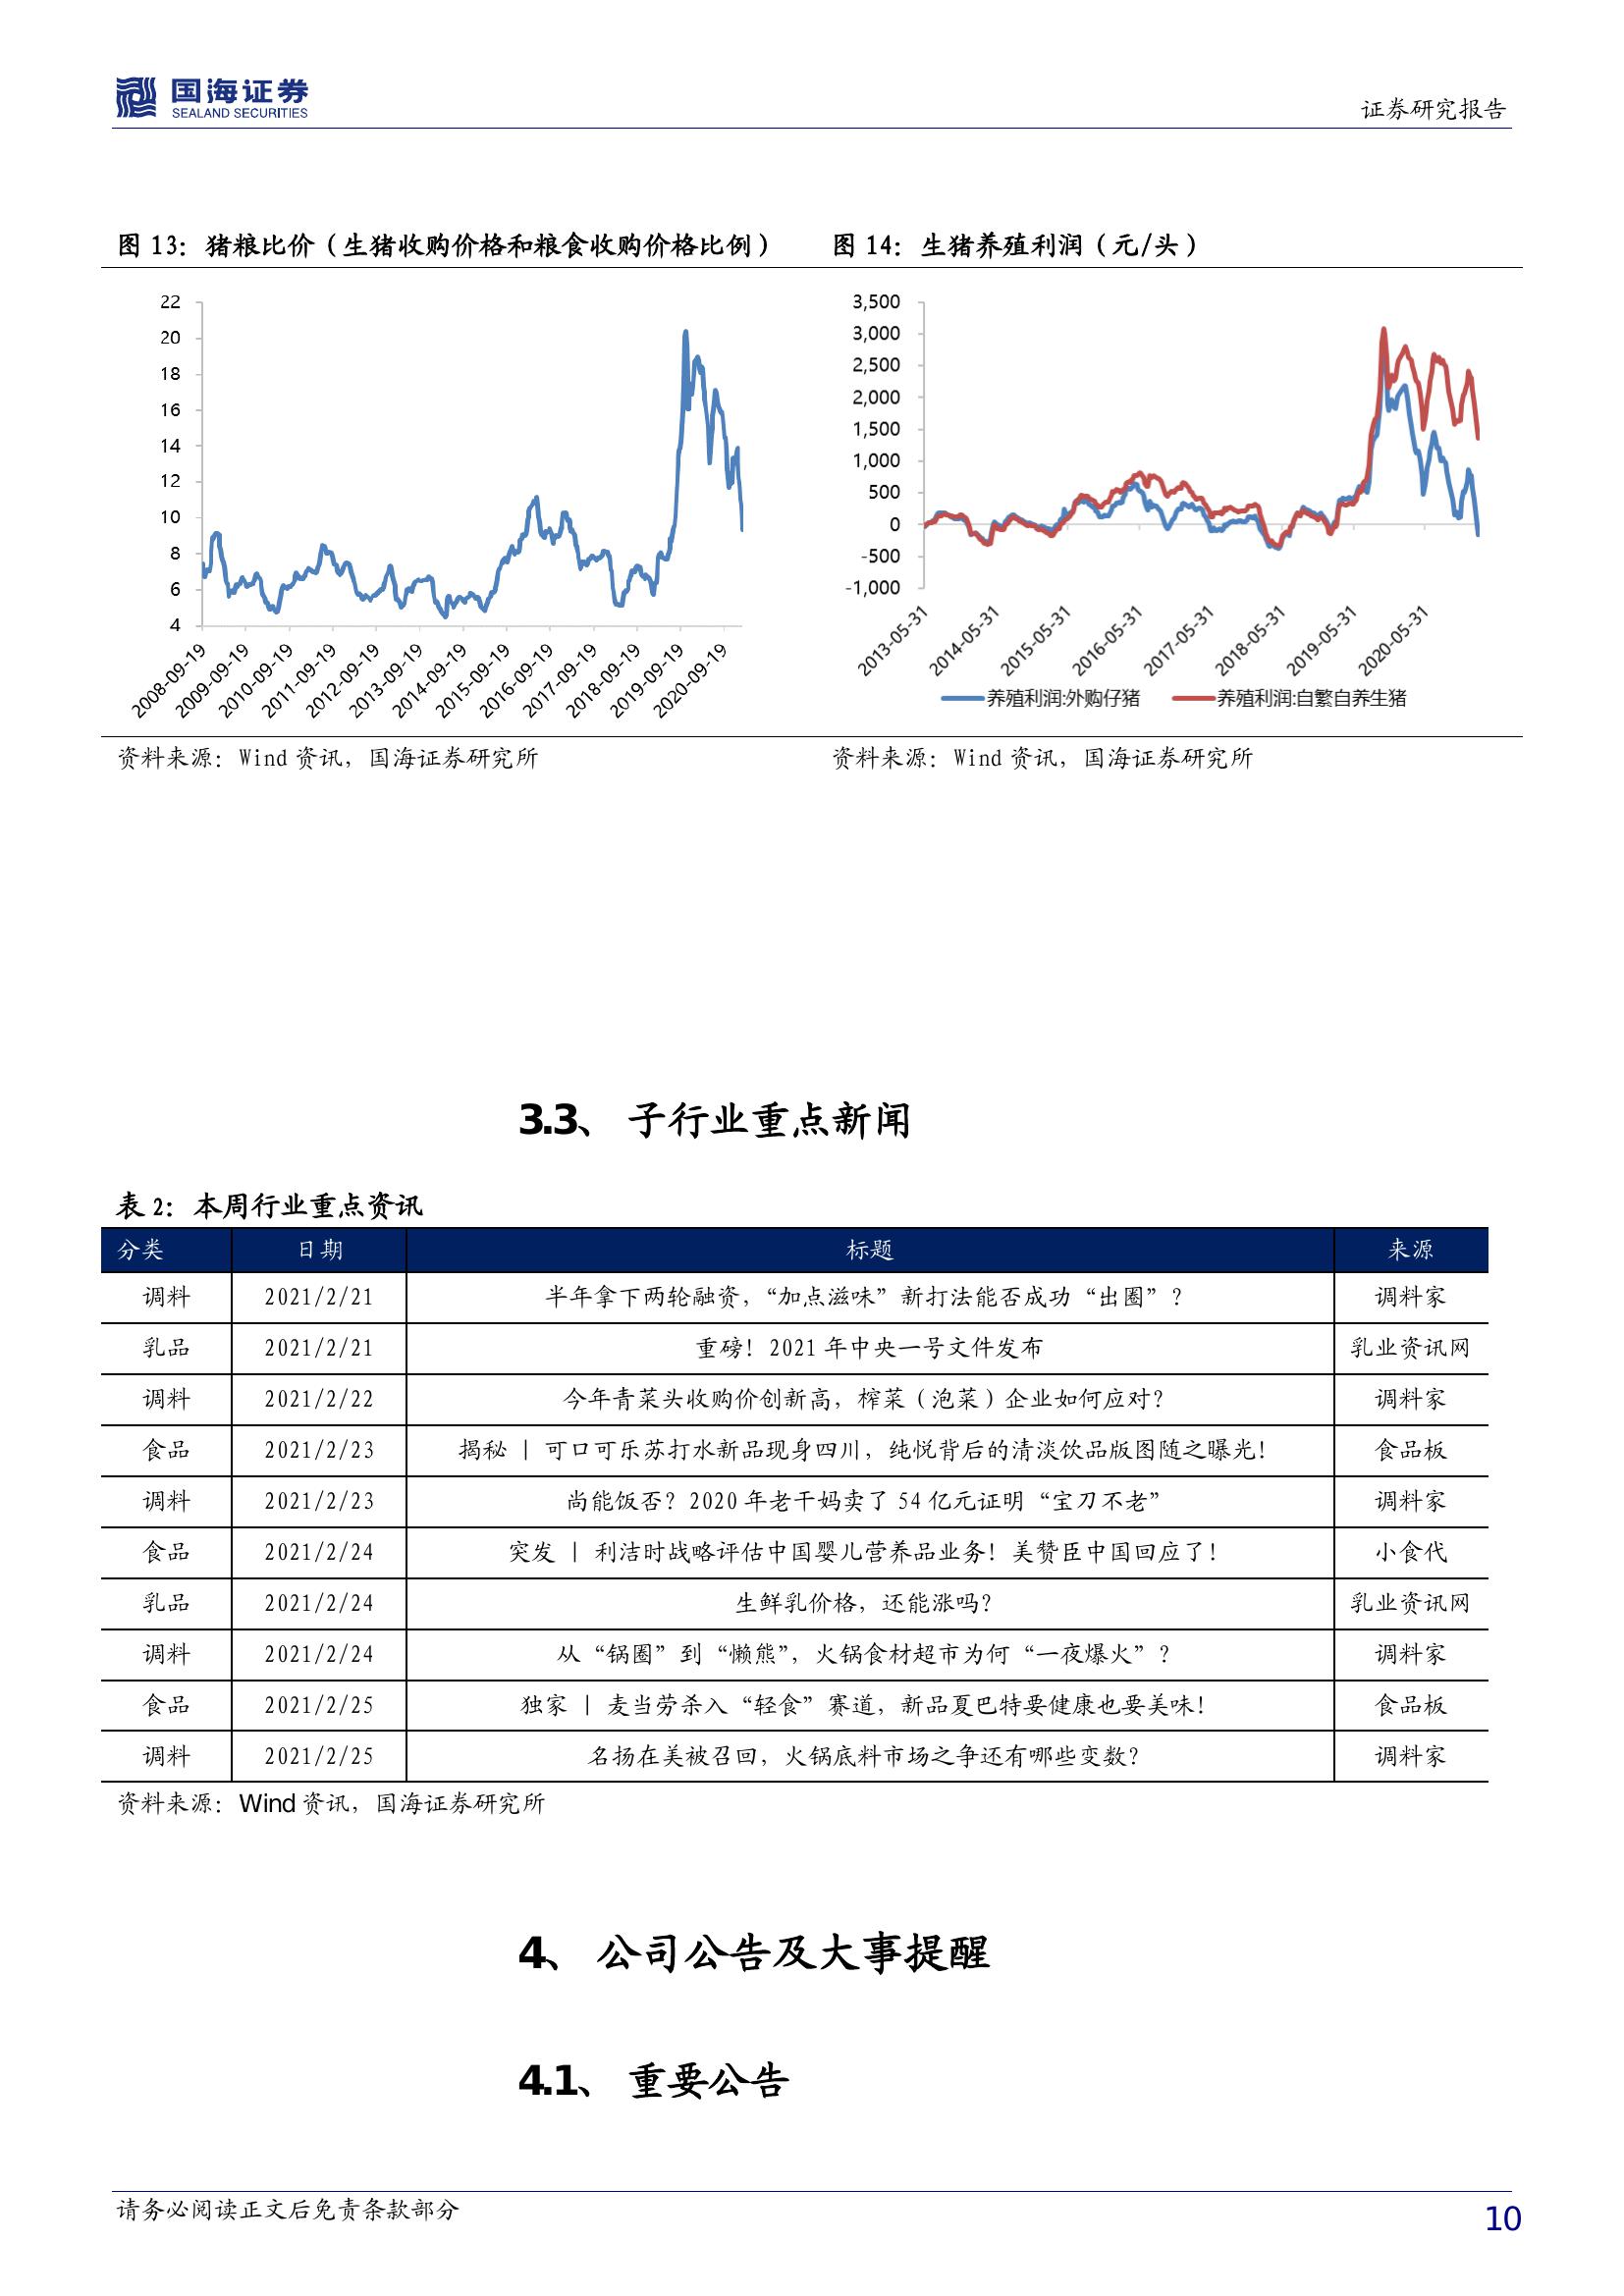 国海证券
SEALAND SECURITIES
证券研究报告
图 13：猪粮比价（生猪收购价格和粮食收购价格比例）
22
20
18
16
14
12
10
8
6
4
2008-09-19
2009-09-19
2010-09-19
2011-09-19
2012-09-19
2013-09-19
2014-09-19
2015-09-19
2016-09-19
2017-09-19
2018-09-19
2019-09-19
2020-09-19
资料来源：Wind 资讯，国海证券研究所
图 14：生猪养殖利润（元/头）
3,500
3,000
2,500
2,000
1,500
1,000
500
0
-500
-1,000
2013-05-31
2014-05-31
2015-05-31
2016-05-31
2017-05-31
2018-05-31
2019-05-31
2020-05-31
养殖利润:外购仔猪 养殖利润:自繁自养生猪
资料来源：Wind 资讯，国海证券研究所
3.3、 子行业重点新闻
表 2：本周行业重点资讯
分类 日期 标题 来源
调料 2021/2/21 半年拿下两轮融资，“加点滋味”新打法能否成功“出圈”？ 调料家
乳品 2021/2/21 重磅！2021 年中央一号文件发布 乳业资讯网
调料 2021/2/22 今年青菜头收购价创新高，榨菜（泡菜）企业如何应对？ 调料家
食品 2021/2/23 揭秘 | 可口可乐苏打水新品现身四川，纯悦背后的清淡饮品版图随之曝光！ 食品板
调料 2021/2/23 尚能饭否？2020 年老干妈卖了 54 亿元证明“宝刀不老” 调料家
食品 2021/2/24 突发 | 利洁时战略评估中国婴儿营养品业务！美赞臣中国回应了！ 小食代
乳品 2021/2/24 生鲜乳价格，还能涨吗？ 乳业资讯网
调料 2021/2/24 从“锅圈”到“懒熊”，火锅食材超市为何“一夜爆火”？ 调料家
食品 2021/2/25 独家 | 麦当劳杀入“轻食”赛道，新品夏巴特要健康也要美味！ 食品板
调料 2021/2/25 名扬在美被召回，火锅底料市场之争还有哪些变数？ 调料家
资料来源：Wind 资讯，国海证券研究所
4、 公司公告及大事提醒
4.1、 重要公告
请务必阅读正文后免责条款部分
10